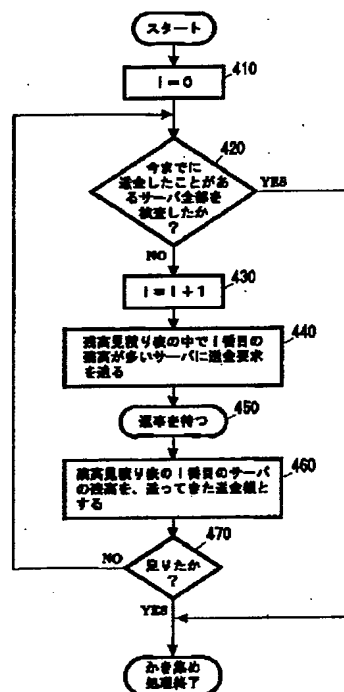 スタート
410
i=0
420
今までに
送金したことがあ
るサーバ全部を
検査したか
?
YES
NO
430
i=i+1
440
残高見積り表の中でi番目の
残高が多いサーバに送金要求
を送る
450
返事を待つ
460
残高見積り表のi番目のサーバ
の残高を、送ってきた送金額と
する
470
足りたか
?
NO
YES
かき集め
処理終了